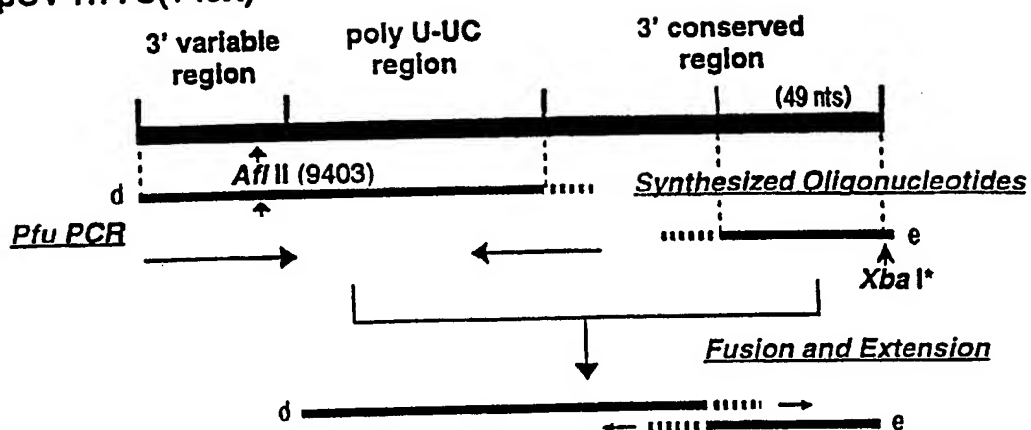 3' variable region
poly U-UC region
3' conserved region
(49 nts)
Afl II (9403)
d
Synthesized Oligonucleotides
Pfu PCR
e
Xba I*
Fusion and Extension
d
e